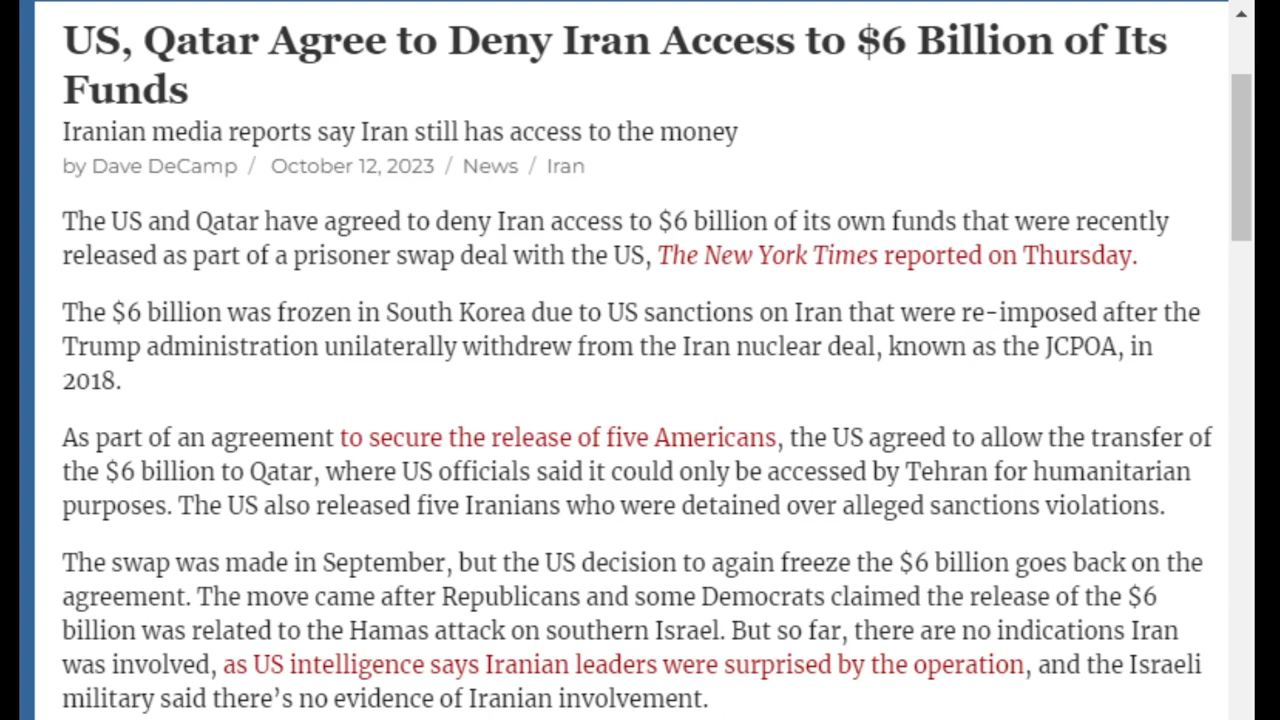 US, Qatar Agree to Deny Iran Access to $6 Billion of Its
Funds
Iranian media reports say Iran still has access to the money
by Dave DeCamp / October 12, 2023 / News / Iran
The US and Qatar have agreed to deny Iran access to $6 billion of its own funds that were recently
released as part of a prisoner swap deal with the US, The New York Times reported on Thursday.
The $6 billion was frozen in South Korea due to US sanctions on Iran that were re-imposed after the
Trump administration unilaterally withdrew from the Iran nuclear deal, known as the JCPOA, in
2018.
As part of an agreement to secure the release of five Americans, the US agreed to allow the transfer of
the $6 billion to Qatar, where US officials said it could only be accessed by Tehran for humanitarian
purposes. The US also released five Iranians who were detained over alleged sanctions violations.
The swap was made in September, but the US decision to again freeze the $6 billion goes back on the
agreement. The move came after Republicans and some Democrats claimed the release of the $6
billion was related to the Hamas attack on southern Israel. But so far, there are no indications Iran
was involved, as US intelligence says Iranian leaders were surprised by the operation, and the Israeli
military said there’s no evidence of Iranian involvement.